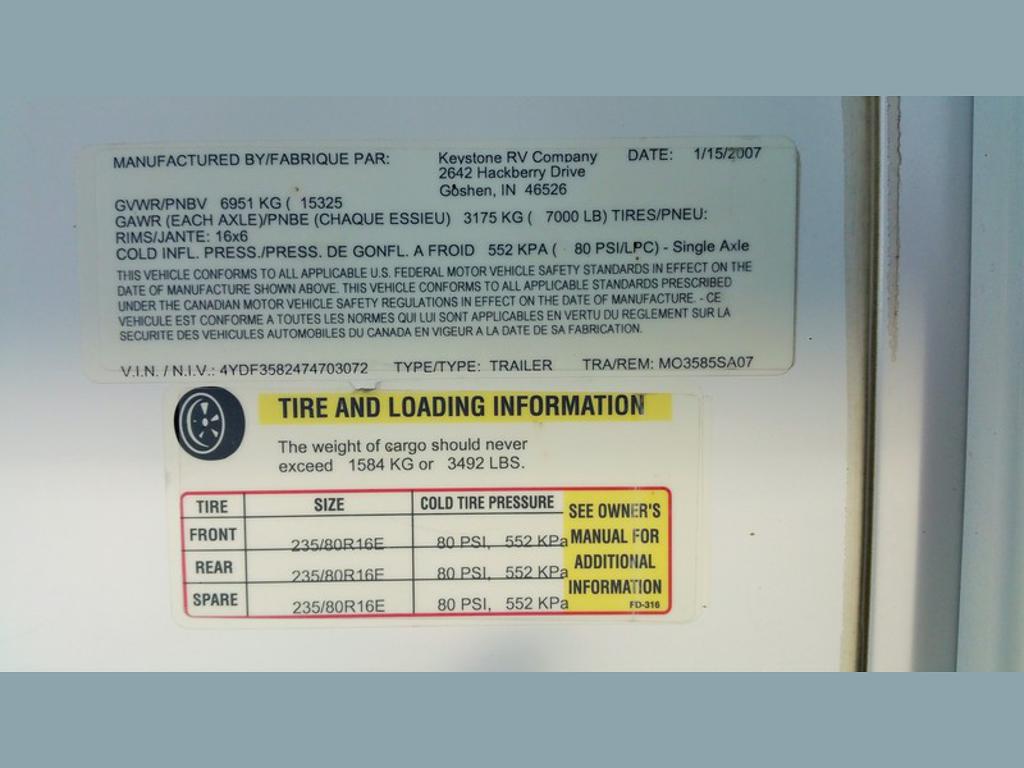 MANUFACTURED BY/FABRIQUE PAR: Keystone RV Company DATE: 1/15/2007
2642 Hackberry Drive
Goshen, IN 46526
GVWR/PNBV 6951 KG ( 15325
GAWR (EACH AXLE)/PNBE (CHAQUE ESSIEU) 3175 KG ( 7000 LB) TIRES/PNEU:
RIMS/JANTE: 16x6
COLD INFL. PRESS./PRESS. DE GONFL. A FROID 552 KPA ( 80 PSI/LPC) - Single Axle
THIS VEHICLE CONFORMS TO ALL APPLICABLE U.S. FEDERAL MOTOR VEHICLE SAFETY STANDARDS IN EFFECT ON THE
DATE OF MANUFACTURE SHOWN ABOVE. THIS VEHICLE CONFORMS TO ALL APPLICABLE STANDARDS PRESCRIBED
UNDER THE CANADIAN MOTOR VEHICLE SAFETY REGULATIONS IN EFFECT ON THE DATE OF MANUFACTURE. - CE
VEHICULE EST CONFORME A TOUTES LES NORMES QUI LUI SONT APPLICABLES EN VERTU DU REGLEMENT SUR LA
SECURITE DES VEHICULES AUTOMOBILES DU CANADA EN VIGEUR A LA DATE DE SA FABRICATION.
V.I.N. / N.I.V.: 4YDF3582474703072 TYPE/TYPE: TRAILER TRA/REM: MO3585SA07
TIRE AND LOADING INFORMATION
The weight of cargo should never
exceed 1584 KG or 3492 LBS.
TIRE SIZE COLD TIRE PRESSURE
FRONT 235/80R16E 80 PSI, 552 KPa
REAR 235/80R16E 80 PSI, 552 KPa
SPARE 235/80R16E 80 PSI, 552 KPa
SEE OWNER'S
MANUAL FOR
ADDITIONAL
INFORMATION
FD-316